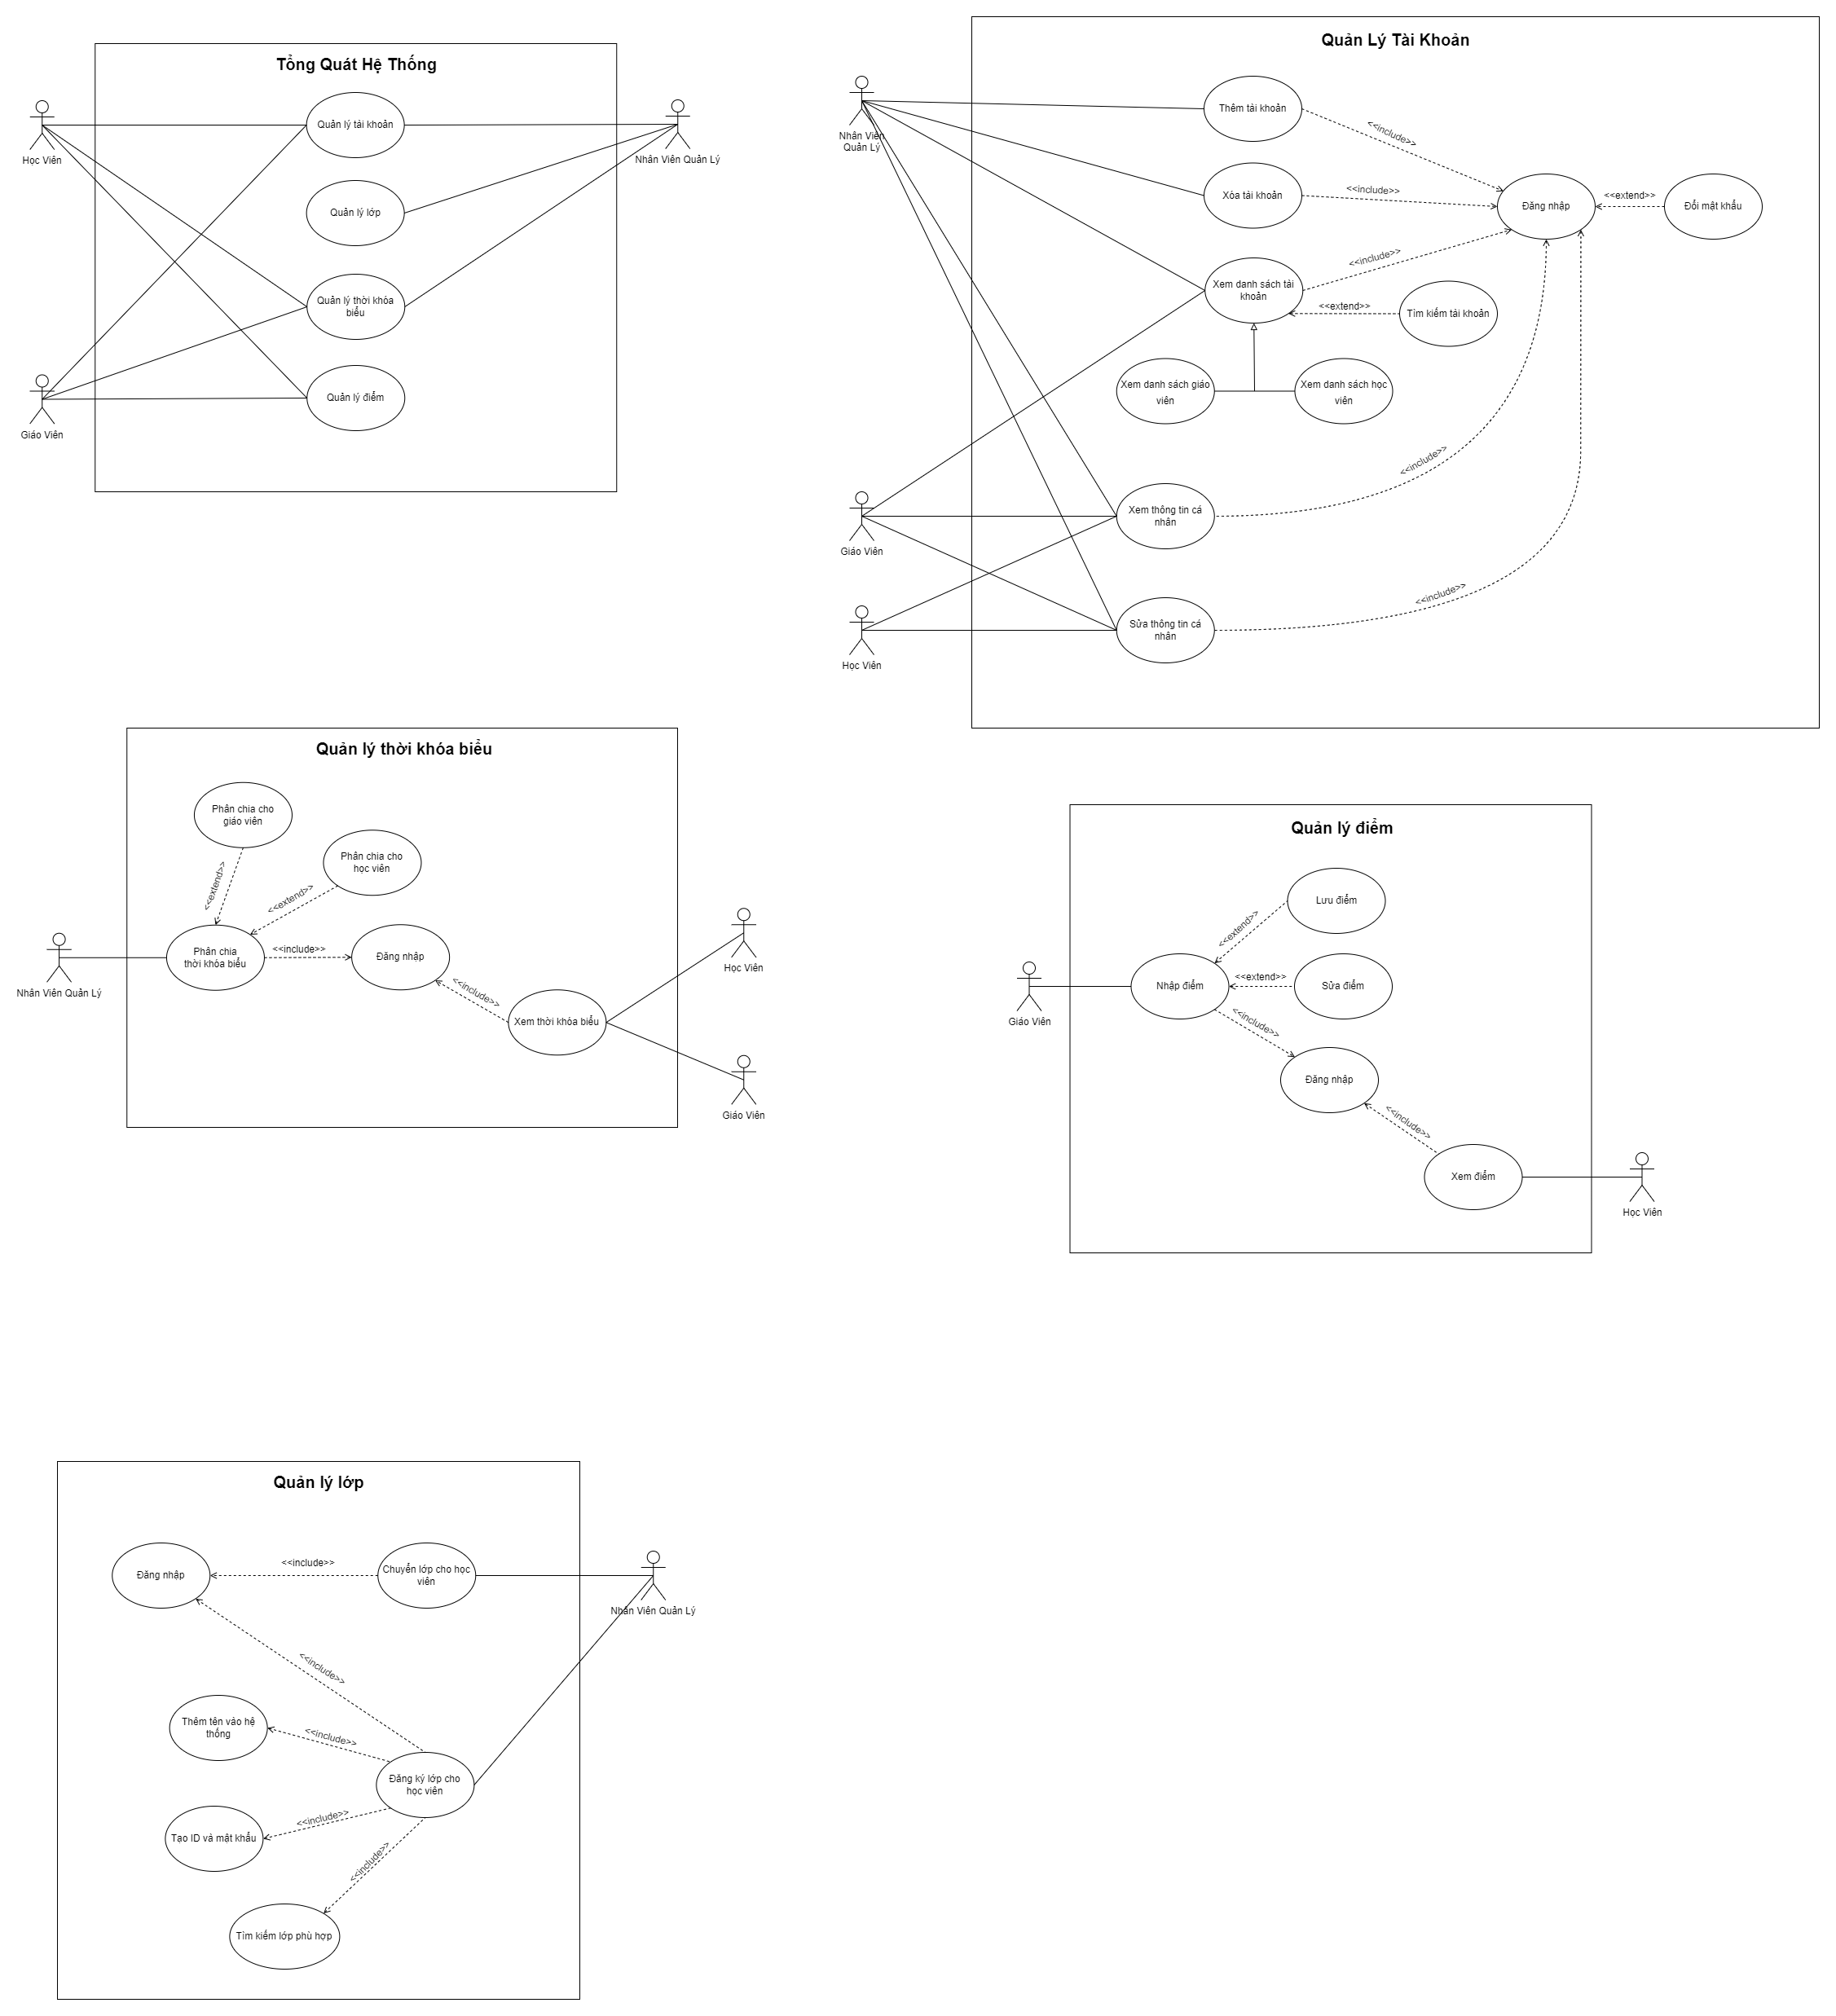 Tổng Quát Hệ Thống
Học Viên
Quản lý tài khoản
Nhân Viên Quản Lý
Quản lý lớp
Quản lý thời khóa
biểu
Quản lý điểm
Giáo Viên
Quản Lý Tài Khoản
Nhân Viên
Quản Lý
Thêm tài khoản
<<include>>
Xóa tài khoản
<<include>>
Đăng nhập
<<extend>>
Đổi mật khẩu
Xem danh sách tài
khoản
<<include>>
<<extend>>
Tìm kiếm tài khoản
Xem danh sách giáo
viên
Xem danh sách học
viên
<<include>>
Giáo Viên
Xem thông tin cá
nhân
<<include>>
Học Viên
Sửa thông tin cá
nhân
Quản lý thời khóa biểu
Phân chia cho
giáo viên
Phân chia cho
học viên
<<extend>>
<<extend>>
Nhân Viên Quản Lý
Phân chia
thời khóa biểu
<<include>>
Đăng nhập
<<include>>
Xem thời khóa biểu
Học Viên
Giáo Viên
Quản lý điểm
Lưu điểm
<<extend>>
Giáo Viên
Nhập điểm
<<extend>>
Sửa điểm
<<include>>
Đăng nhập
<<include>>
Xem điểm
Học Viên
Quản lý lớp
Đăng nhập
<<include>>
Chuyển lớp cho học
viên
Nhân Viên Quản Lý
<<include>>
Thêm tên vào hệ
thống
<<include>>
Đăng ký lớp cho
học viên
Tạo ID và mật khẩu
<<include>>
<<include>>
Tìm kiếm lớp phù hợp